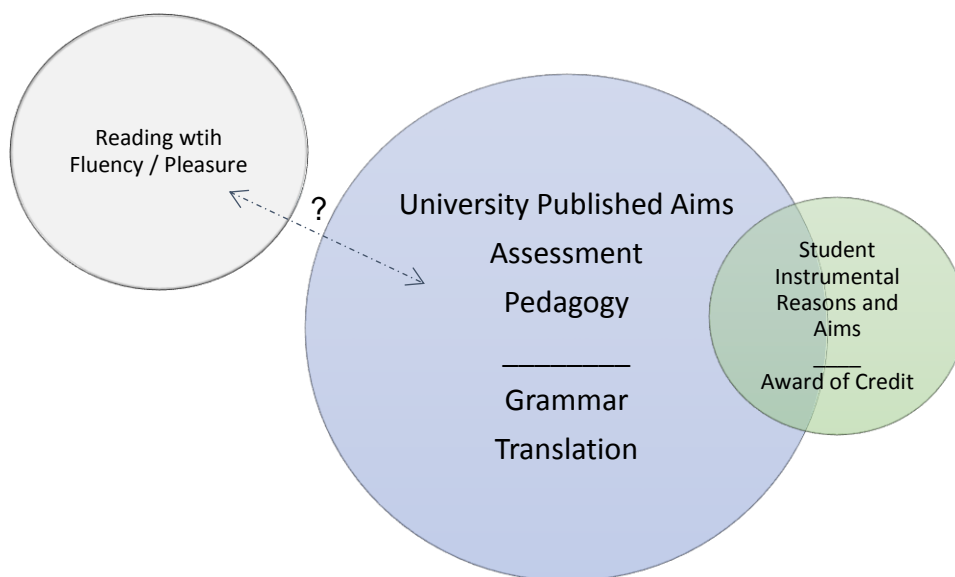 Reading wtih
Fluency / Pleasure
?
University Published Aims
Assessment
Pedagogy
_________
Grammar
Translation
Student
Instrumental
Reasons and
Aims
____
Award of Credit